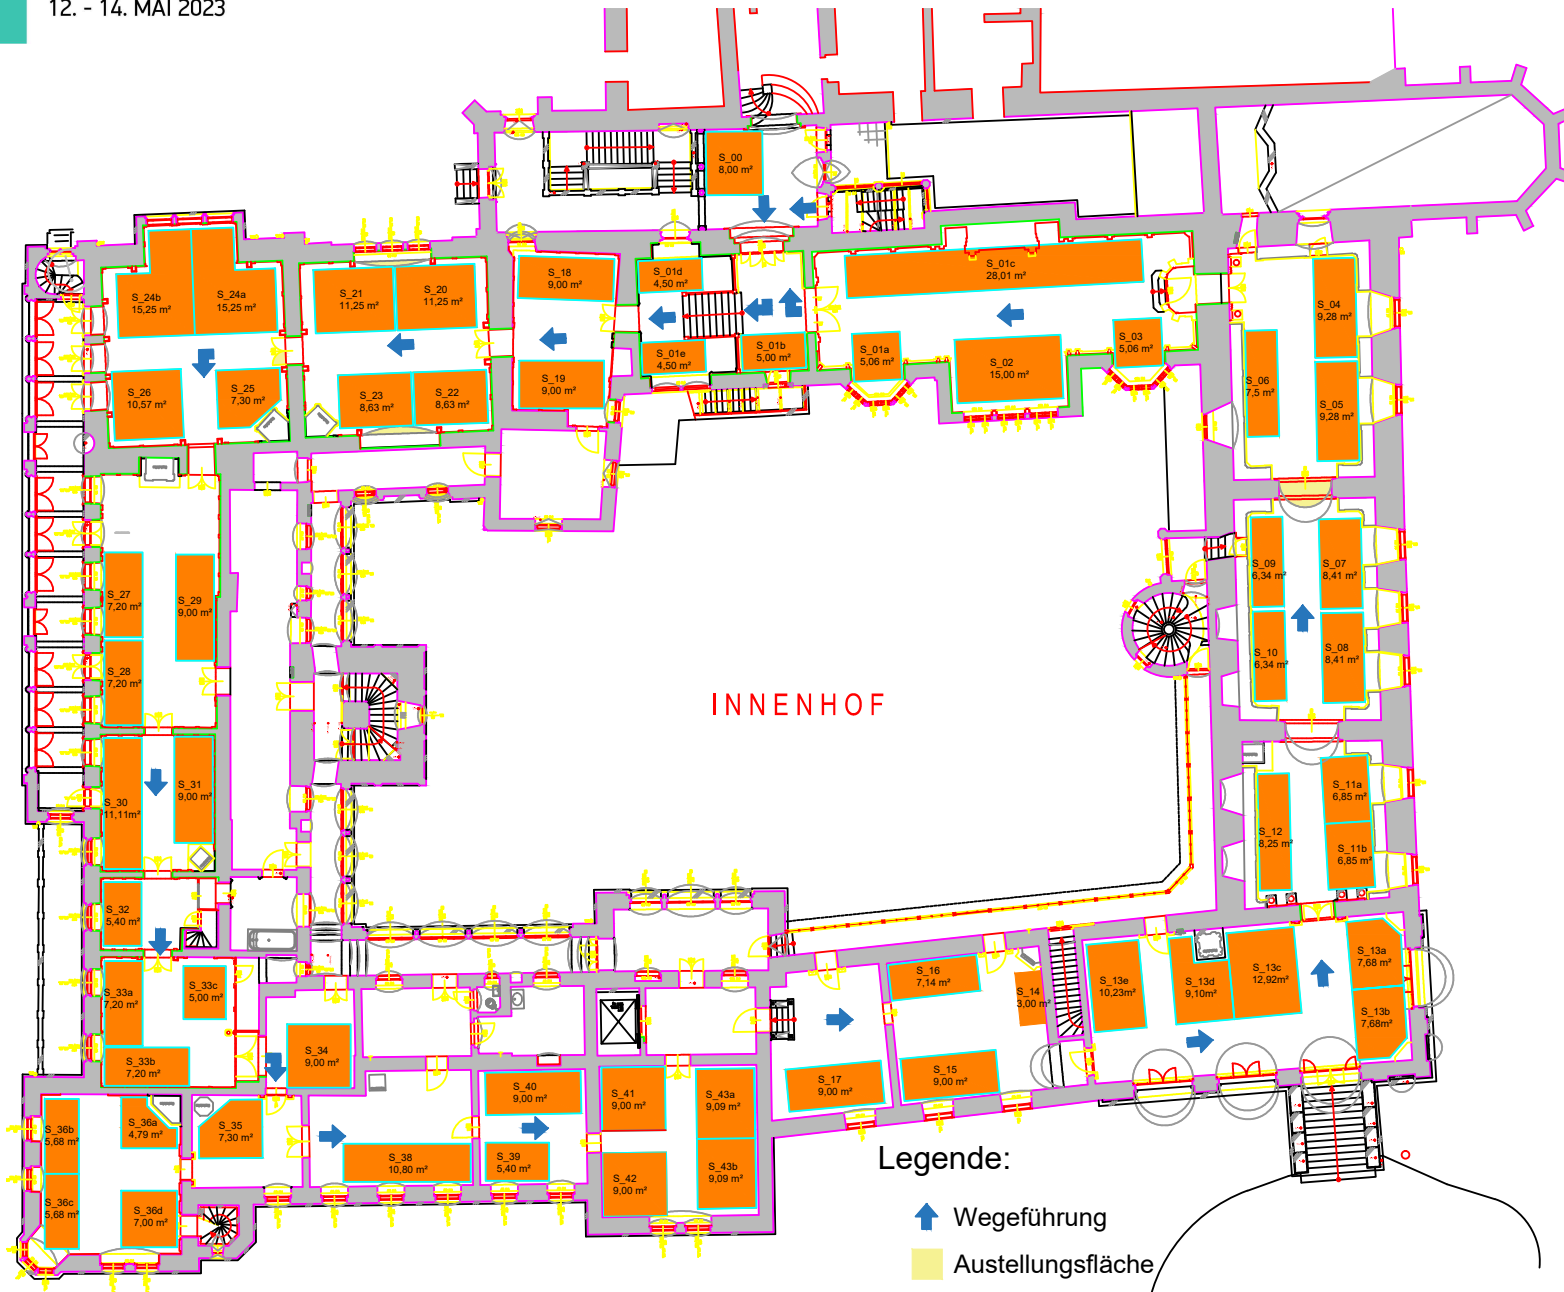 12. - 14. MAI 2023
S_00
8,00 m²
S_01d
4,50 m²
S_01c
28,01 m²
S_18
9,00 m²
S_24b
15,25 m²
S_24a
15,25 m²
S_21
11,25 m²
S_20
11,25 m²
S_04
9,28 m²
S_01e
4,50 m²
S_01b
5,00 m²
S_01a
5,06 m²
S_03
5,06 m²
S_02
15,00 m²
S_19
9,00 m²
S_26
10,57 m²
S_25
7,30 m²
S_23
8,63 m²
S_22
8,63 m²
S_06
7,5 m²
S_05
9,28 m²
S_27
7,20 m²
S_29
9,00 m²
S_09
6,34 m²
S_07
8,41 m²
S_28
7,20 m²
S_10
6,34 m²
S_08
8,41 m²
INNENHOF
S_30
11,11m²
S_31
9,00 m²
S_11a
6,85 m²
S_12
8,25 m²
S_11b
6,85 m²
S_32
5,40 m²
S_33a
7,20 m²
S_33c
5,00 m²
S_16
7,14 m²
S_14
3,00 m²
S_13e
10,23m²
S_13d
9,10m²
S_13c
12,92m²
S_13a
7,68 m²
S_13b
7,68m²
S_33b
7,20 m²
S_34
9,00 m²
S_17
9,00 m²
S_15
9,00 m²
S_40
9,00 m²
S_41
9,00 m²
S_43a
9,09 m²
S_36b
5,68 m²
S_36a
4,79 m²
S_35
7,30 m²
S_38
10,80 m²
S_39
5,40 m²
S_42
9,00 m²
S_43b
9,09 m²
S_36c
5,68 m²
S_36d
7,00 m²
Legende:
Wegeführung
Austellungsfläche